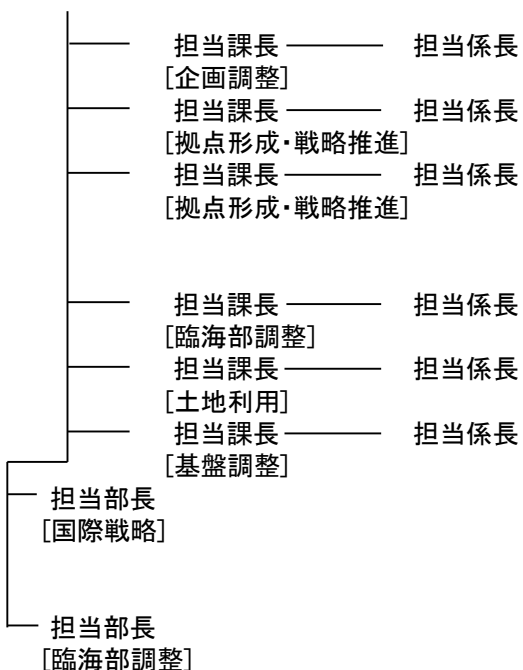 担当課長 担当係長
[企画調整]
担当課長 担当係長
[拠点形成・戦略推進]
担当課長 担当係長
[拠点形成・戦略推進]
担当課長 担当係長
[臨海部調整]
担当課長 担当係長
[土地利用]
担当課長 担当係長
[基盤調整]
担当部長
[国際戦略]
担当部長
[臨海部調整]